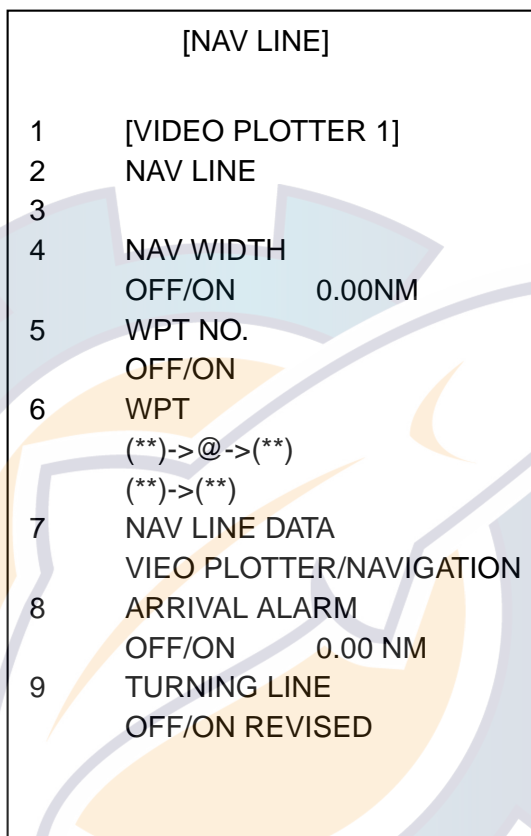 [NAV LINE]
1 [VIDEO PLOTTER 1]
2 NAV LINE
3
4 NAV WIDTH
OFF/ON 0.00NM
5 WPT NO.
OFF/ON
6 WPT
(**)->@->(**)
(**)->(**)
7 NAV LINE DATA
VIEO PLOTTER/NAVIGATION
8 ARRIVAL ALARM
OFF/ON 0.00 NM
9 TURNING LINE
OFF/ON REVISED